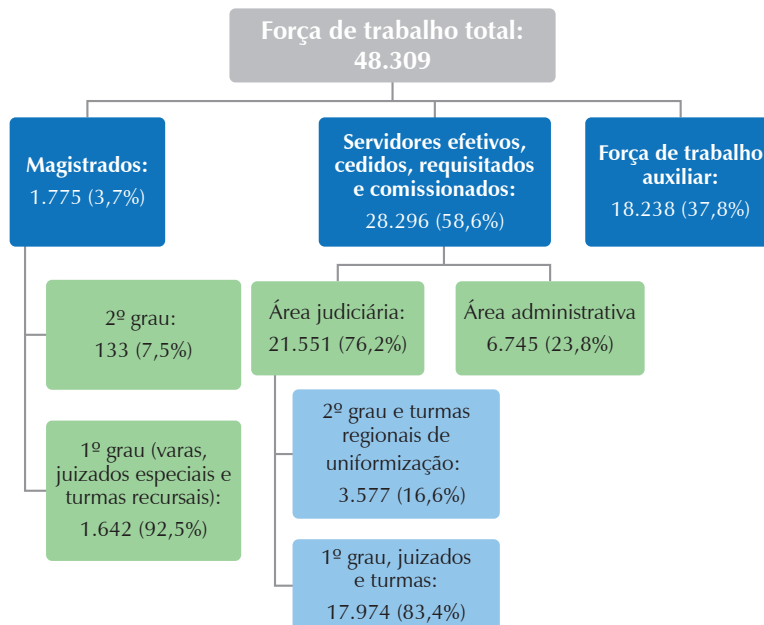 Força de trabalho total:
48.309
Magistrados:
1.775 (3,7%)
Servidores efetivos,
cedidos, requisitados
e comissionados:
28.296 (58,6%)
Força de trabalho
auxiliar:
18.238 (37,8%)
2º grau:
133 (7,5%)
1º grau (varas,
juizados especiais e
turmas recursais):
1.642 (92,5%)
Área judiciária:
21.551 (76,2%)
Área administrativa
6.745 (23,8%)
2º grau e turmas
regionais de
uniformização:
3.577 (16,6%)
1º grau, juizados
e turmas:
17.974 (83,4%)